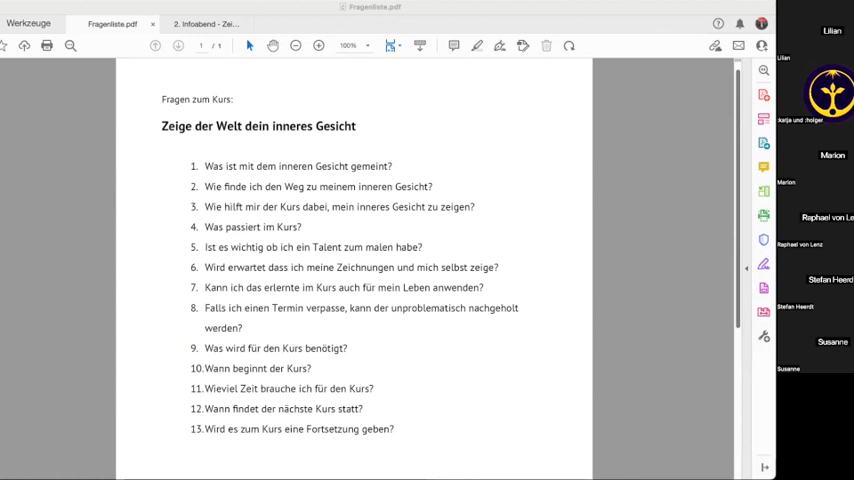 Fragenliste.pdf
Werkzeuge
Fragenliste.pdf ×
2. Infoabend - Zei...
1 / 1
100%
Fragen zum Kurs:
Zeige der Welt dein inneres Gesicht
1. Was ist mit dem inneren Gesicht gemeint?
2. Wie finde ich den Weg zu meinem inneren Gesicht?
3. Wie hilft mir der Kurs dabei, mein inneres Gesicht zu zeigen?
4. Was passiert im Kurs?
5. Ist es wichtig ob ich ein Talent zum malen habe?
6. Wird erwartet dass ich meine Zeichnungen und mich selbst zeige?
7. Kann ich das erlernte im Kurs auch für mein Leben anwenden?
8. Falls ich einen Termin verpasse, kann der unproblematisch nachgeholt
werden?
9. Was wird für den Kurs benötigt?
10. Wann beginnt der Kurs?
11. Wieviel Zeit brauche ich für den Kurs?
12. Wann findet der nächste Kurs statt?
13. Wird es zum Kurs eine Fortsetzung geben?
Lilian
Lilian
und
Marion
Marion
Raphael von Le
Raphael von Lenz
Stefan Heerd
Stefan Heerdt
Susanne
Susanne